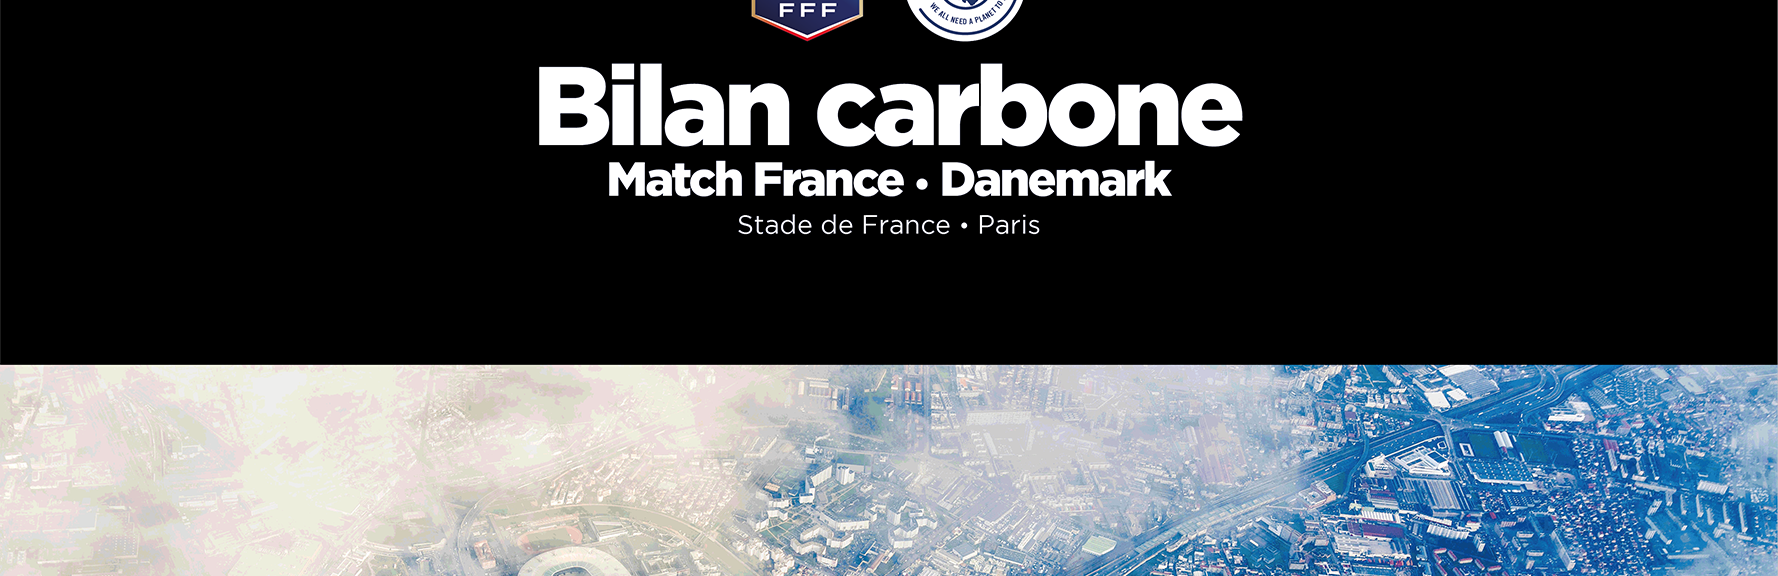 FFF
WE ALL NEED A PLANET TO
Bilan carbone
Match France • Danemark
Stade de France • Paris